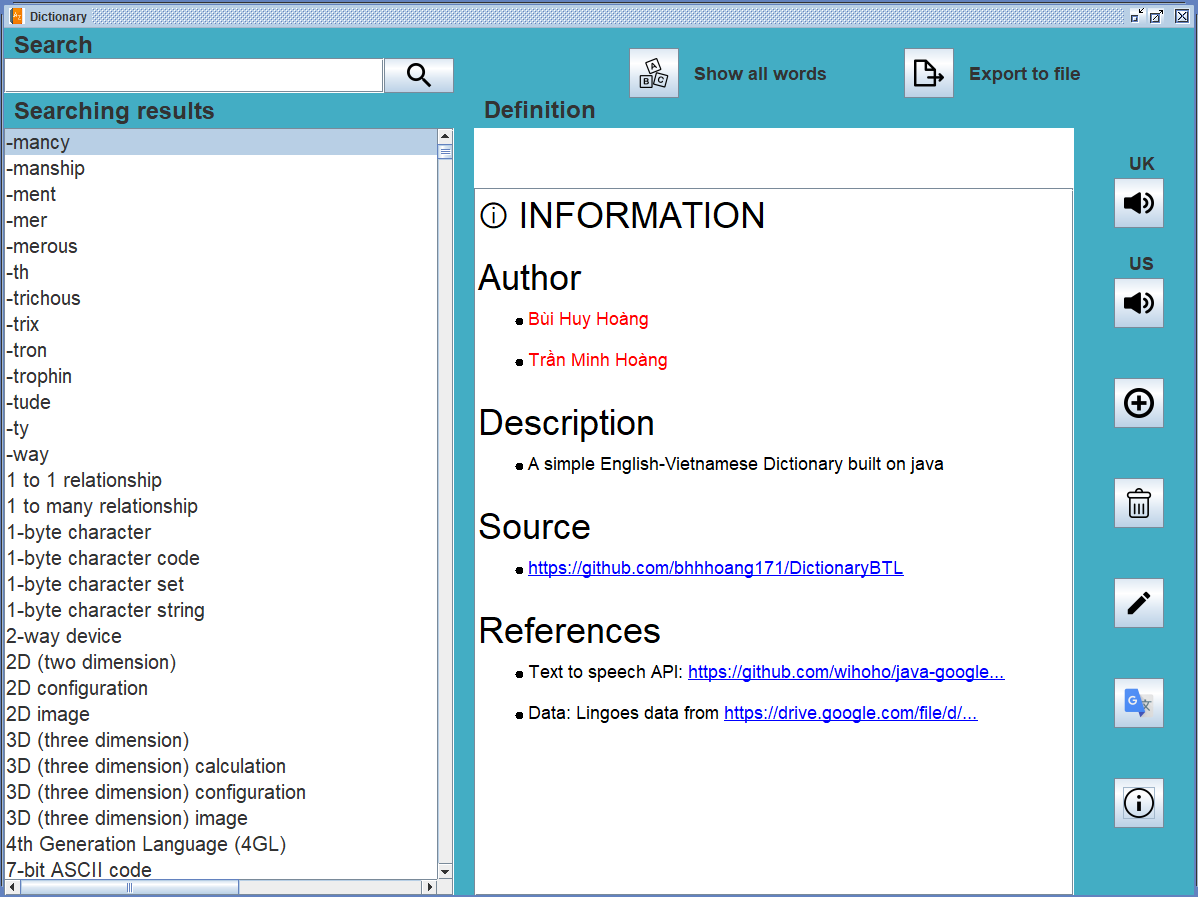 Dictionary
Search
Show all words
Export to file
Searching results
Definition
-mancy
-manship
-ment
-mer
-merous
-th
-trichous
-trix
-tron
-trophin
-tude
-ty
-way
1 to 1 relationship
1 to many relationship
1-byte character
1-byte character code
1-byte character set
1-byte character string
2-way device
2D (two dimension)
2D configuration
2D image
3D (three dimension)
3D (three dimension) calculation
3D (three dimension) configuration
3D (three dimension) image
4th Generation Language (4GL)
7-bit ASCII code
INFORMATION
Author
Bùi Huy Hoàng
Trần Minh Hoàng
Description
A simple English-Vietnamese Dictionary built on java
Source
https://github.com/bhhhoang171/DictionaryBTL
References
Text to speech API: https://github.com/wihoho/java-google...
Data: Lingoes data from https://drive.google.com/file/d/...
UK
US